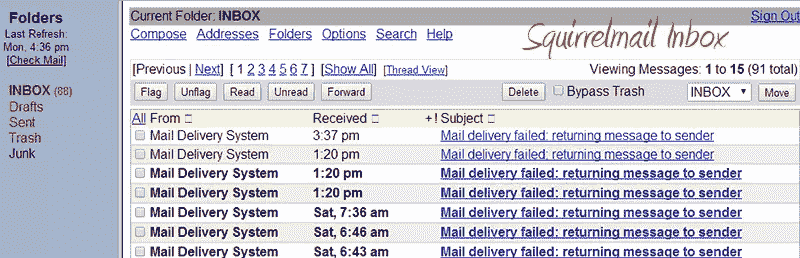 Folders
Last Refresh:
Mon, 4:36 pm
[Check Mail]
INBOX (88)
Drafts
Sent
Trash
Junk
Current Folder: INBOX Sign Out
Compose Addresses Folders Options Search Help
Squirrelmail Inbox
[Previous | Next] [ 1 2 3 4 5 6 7 ] [Show All] [Thread View] Viewing Messages: 1 to 15 (91 total)
Flag Unflag Read Unread Forward Delete Bypass Trash INBOX Move
All From Received +! Subject
Mail Delivery System 3:37 pm Mail delivery failed: returning message to sender
Mail Delivery System 1:20 pm Mail delivery failed: returning message to sender
Mail Delivery System 1:20 pm Mail delivery failed: returning message to sender
Mail Delivery System 1:20 pm Mail delivery failed: returning message to sender
Mail Delivery System Sat, 7:36 am Mail delivery failed: returning message to sender
Mail Delivery System Sat, 6:46 am Mail delivery failed: returning message to sender
Mail Delivery System Sat, 6:43 am Mail delivery failed: returning message to sender